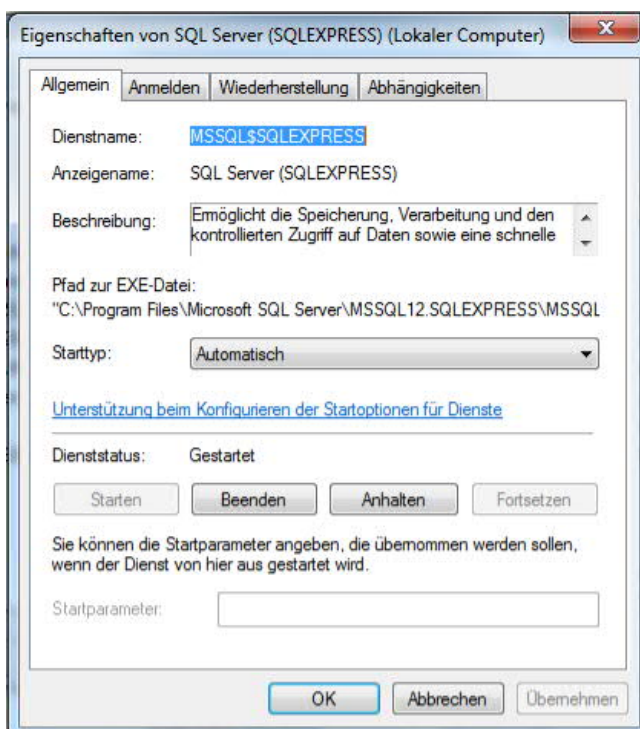 Eigenschaften von SQL Server (SQLEXPRESS) (Lokaler Computer)
Allgemein Anmelden Wiederherstellung Abhängigkeiten
Dienstname: MSSQL$SQLEXPRESS
Anzeigename: SQL Server (SQLEXPRESS)
Beschreibung: Ermöglicht die Speicherung, Verarbeitung und den
kontrollierten Zugriff auf Daten sowie eine schnelle
Pfad zur EXE-Datei:
"C:\Program Files\Microsoft SQL Server\MSSQL12.SQLEXPRESS\MSSQL
Starttyp: Automatisch
Unterstützung beim Konfigurieren der Startoptionen für Dienste
Dienststatus: Gestartet
Starten Beenden Anhalten Fortsetzen
Sie können die Startparameter angeben, die übernommen werden sollen,
wenn der Dienst von hier aus gestartet wird.
Startparameter:
OK Abbrechen Übernehmen